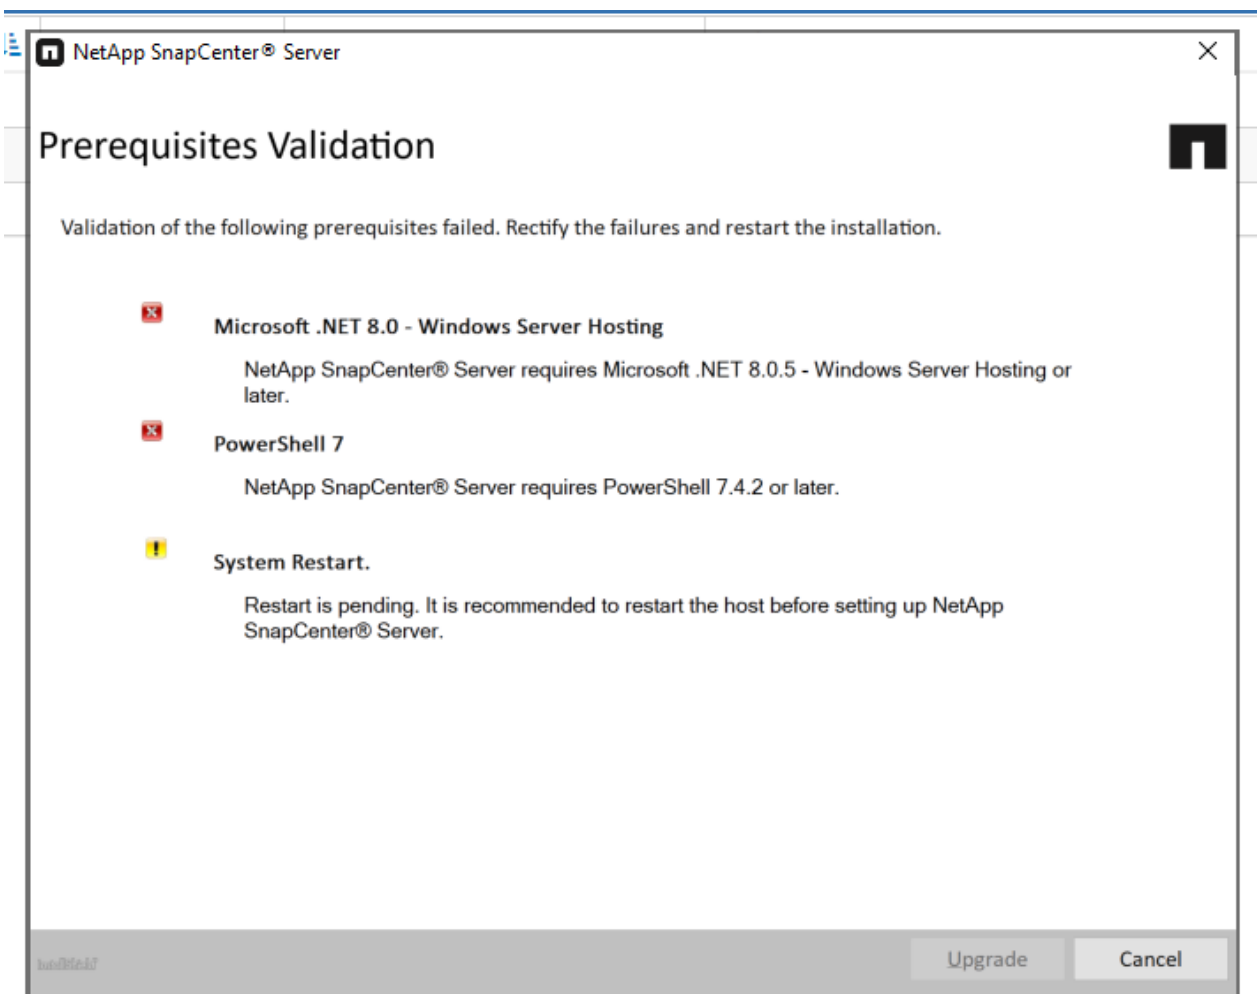 NetApp SnapCenter® Server
Prerequisites Validation
Validation of the following prerequisites failed. Rectify the failures and restart the installation.
Microsoft .NET 8.0 - Windows Server Hosting
NetApp SnapCenter® Server requires Microsoft .NET 8.0.5 - Windows Server Hosting or
later.
PowerShell 7
NetApp SnapCenter® Server requires PowerShell 7.4.2 or later.
System Restart.
Restart is pending. It is recommended to restart the host before setting up NetApp
SnapCenter® Server.
Upgrade
Cancel